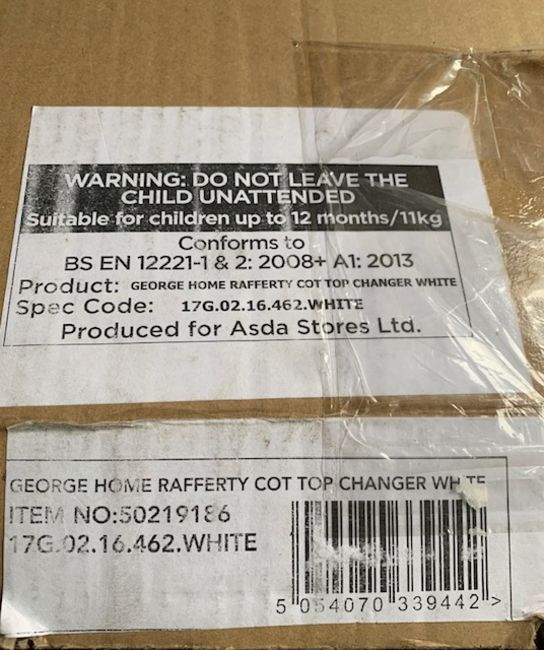 WARNING: DO NOT LEAVE THE
CHILD UNATTENDED
Suitable for children up to 12 months/11kg
Conforms to
BS EN 12221-1 & 2: 2008+ A1: 2013
Product: GEORGE HOME RAFFERTY COT TOP CHANGER WHITE
Spec Code: 17G.02.16.462.WHITE
Produced for Asda Stores Ltd.
GEORGE HOME RAFFERTY COT TOP CHANGER WHITE
ITEM NO:50219186
17G.02.16.462.WHITE
5 054070 339442 >